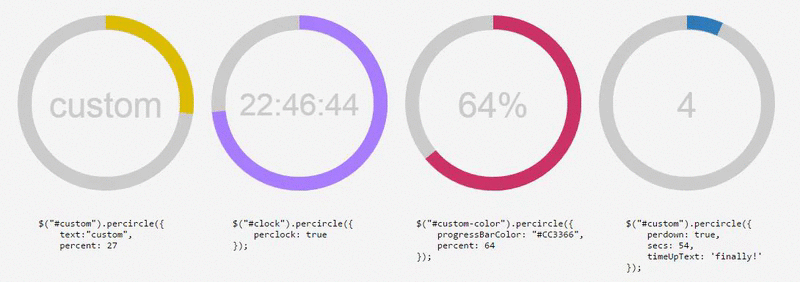 custom
22:46:44
64%
4
$("#custom").percircle({
text:"custom",
percent: 27
});
$("#clock").percircle({
perclock: true
});
$("#custom-color").percircle({
progressBarColor: "#CC3366",
percent: 64
});
$("#custom").percircle({
perdown: true,
secs: 54,
timeUpText: 'finally!'
});